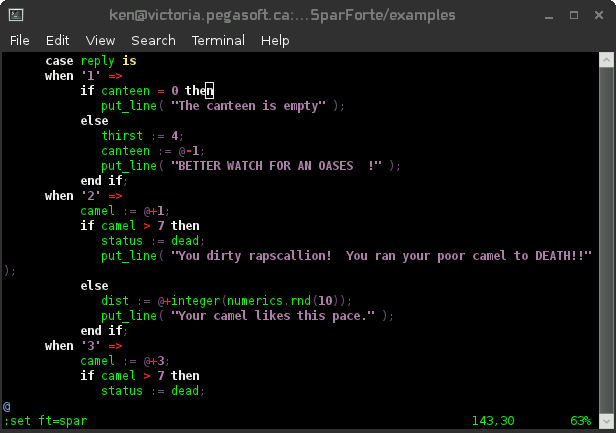 ken@victoria.pegasoft.ca:...SparForte/examples
File Edit View Search Terminal Help
case reply is
when '1' =>
if canteen = 0 then
put_line( "The canteen is empty" );
else
thirst := 4;
canteen := @-1;
put_line( "BETTER WATCH FOR AN OASES  !" );
end if;
when '2' =>
camel := @+1;
if camel > 7 then
status := dead;
put_line( "You dirty rapscallion!  You ran your poor camel to DEATH!!"
);
else
dist := @+integer(numerics.rnd(10));
put_line( "Your camel likes this pace." );
end if;
when '3' =>
camel := @+3;
if camel > 7 then
status := dead;
@
:set ft=spar 143,30 63%